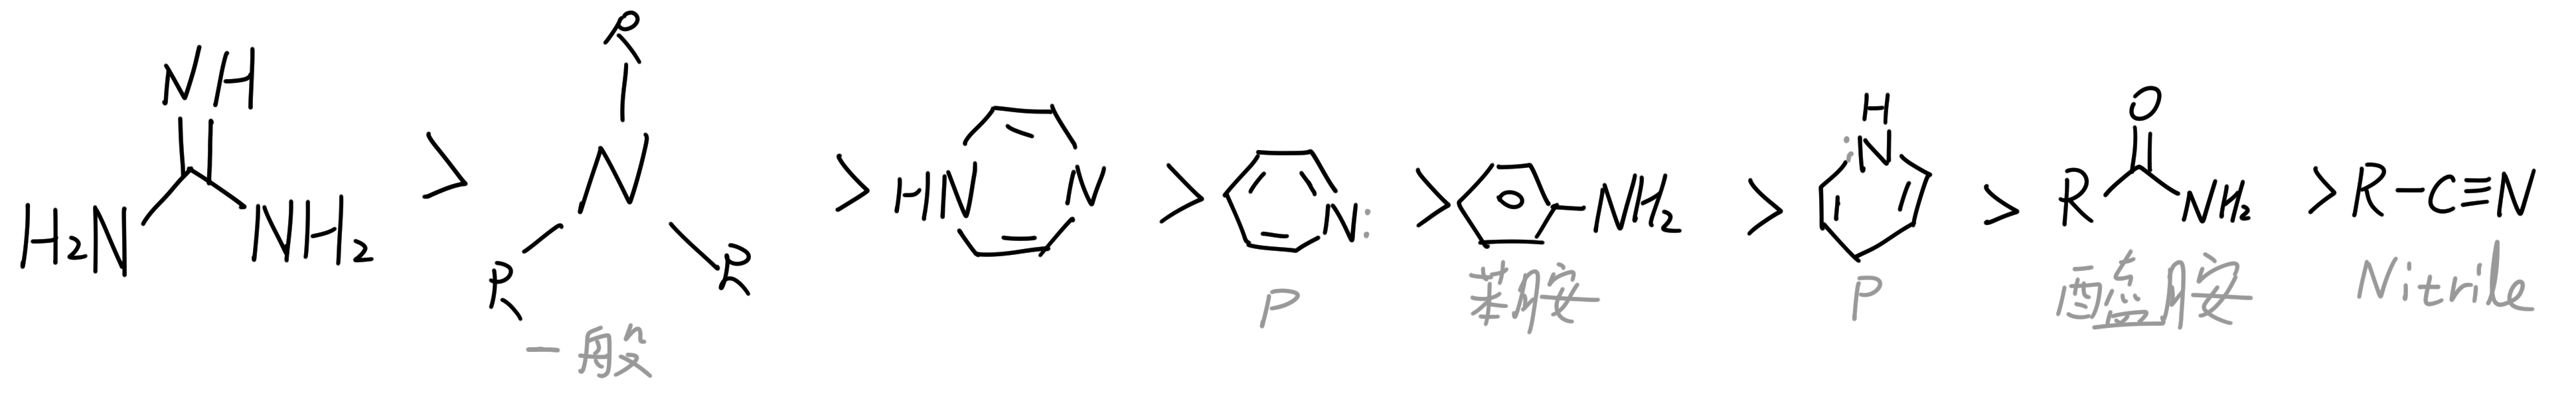 NH
H₂N
NH₂
>
R
N
R
R
一般
>
HN
N
>
N:
P
>
NH₂
苯胺
>
H
:N
P
>
O
R
NH₂
醯胺
>
R-C≡N
Nitrile